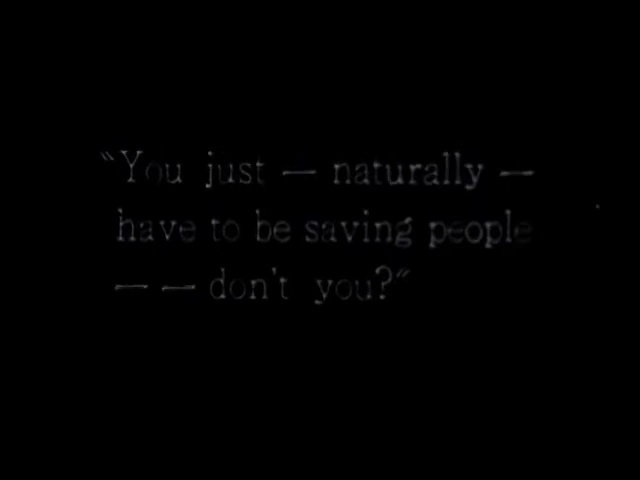 “You just — naturally —
have to be saving people
— — don't you?”